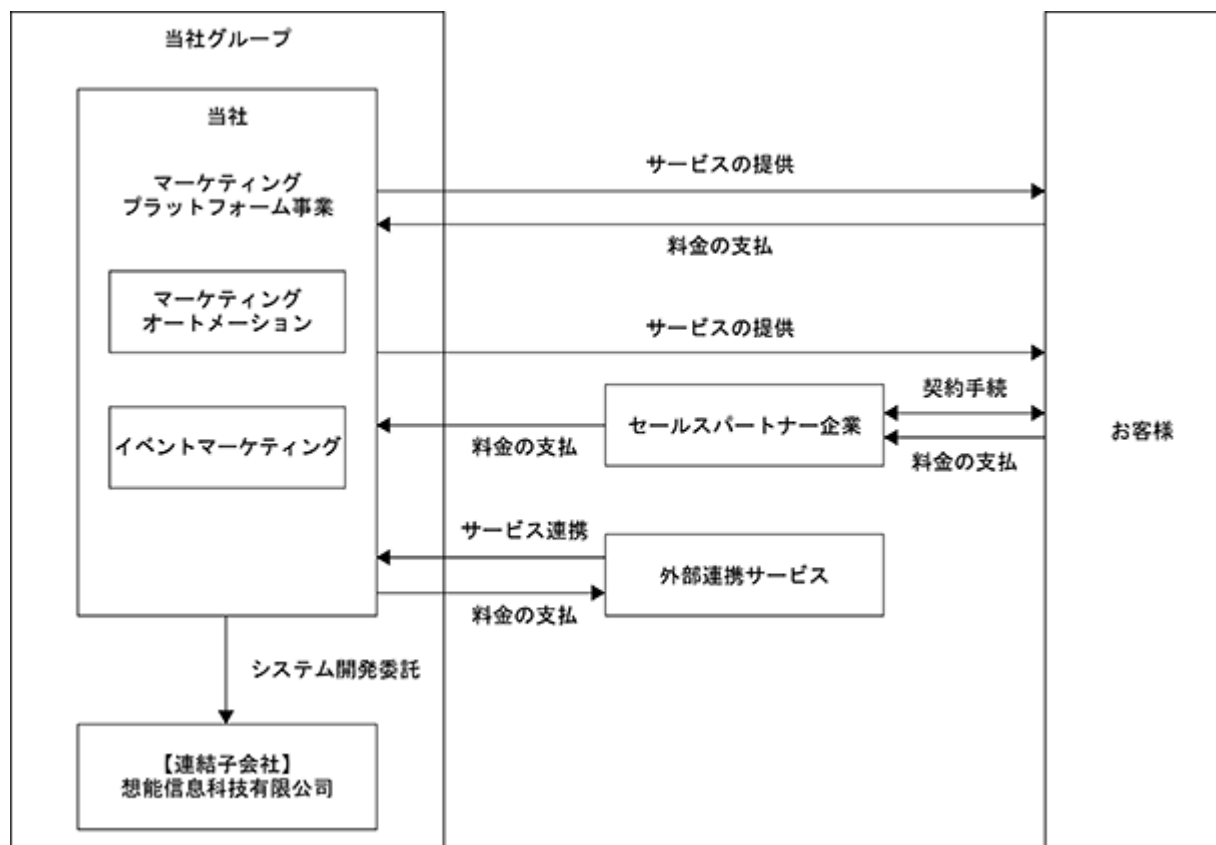 当社グループ
当社
マーケティング
プラットフォーム事業
マーケティング
オートメーション
イベントマーケティング
サービスの提供
料金の支払
サービスの提供
契約手続
セールスパートナー企業
料金の支払
料金の支払
お客様
サービス連携
外部連携サービス
料金の支払
システム開発委託
【連結子会社】
想能信息科技有限公司